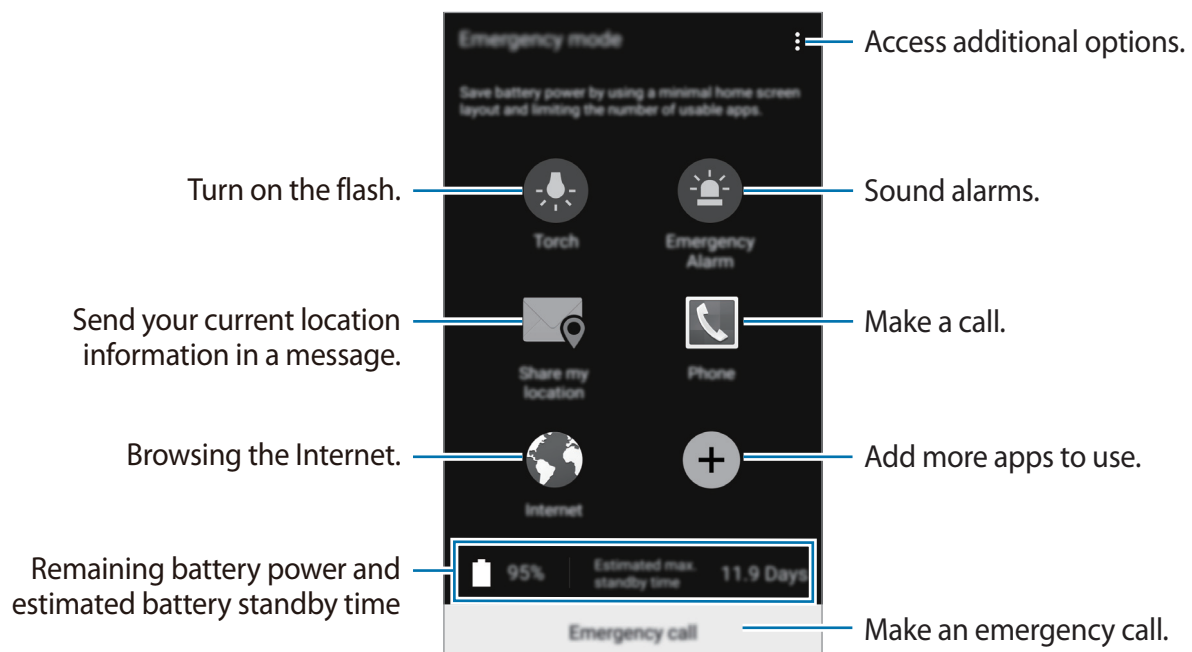 Emergency mode
Access additional options.
Save battery power by using a minimal home screen
layout and limiting the number of usable apps.
Turn on the flash.
Sound alarms.
Torch
Emergency
Alarm
Send your current location
information in a message.
Make a call.
Share my
location
Phone
Browsing the Internet.
Add more apps to use.
Internet
Remaining battery power and
estimated battery standby time
95%
Estimated max.
standby time
11.9 Days
Emergency call
Make an emergency call.